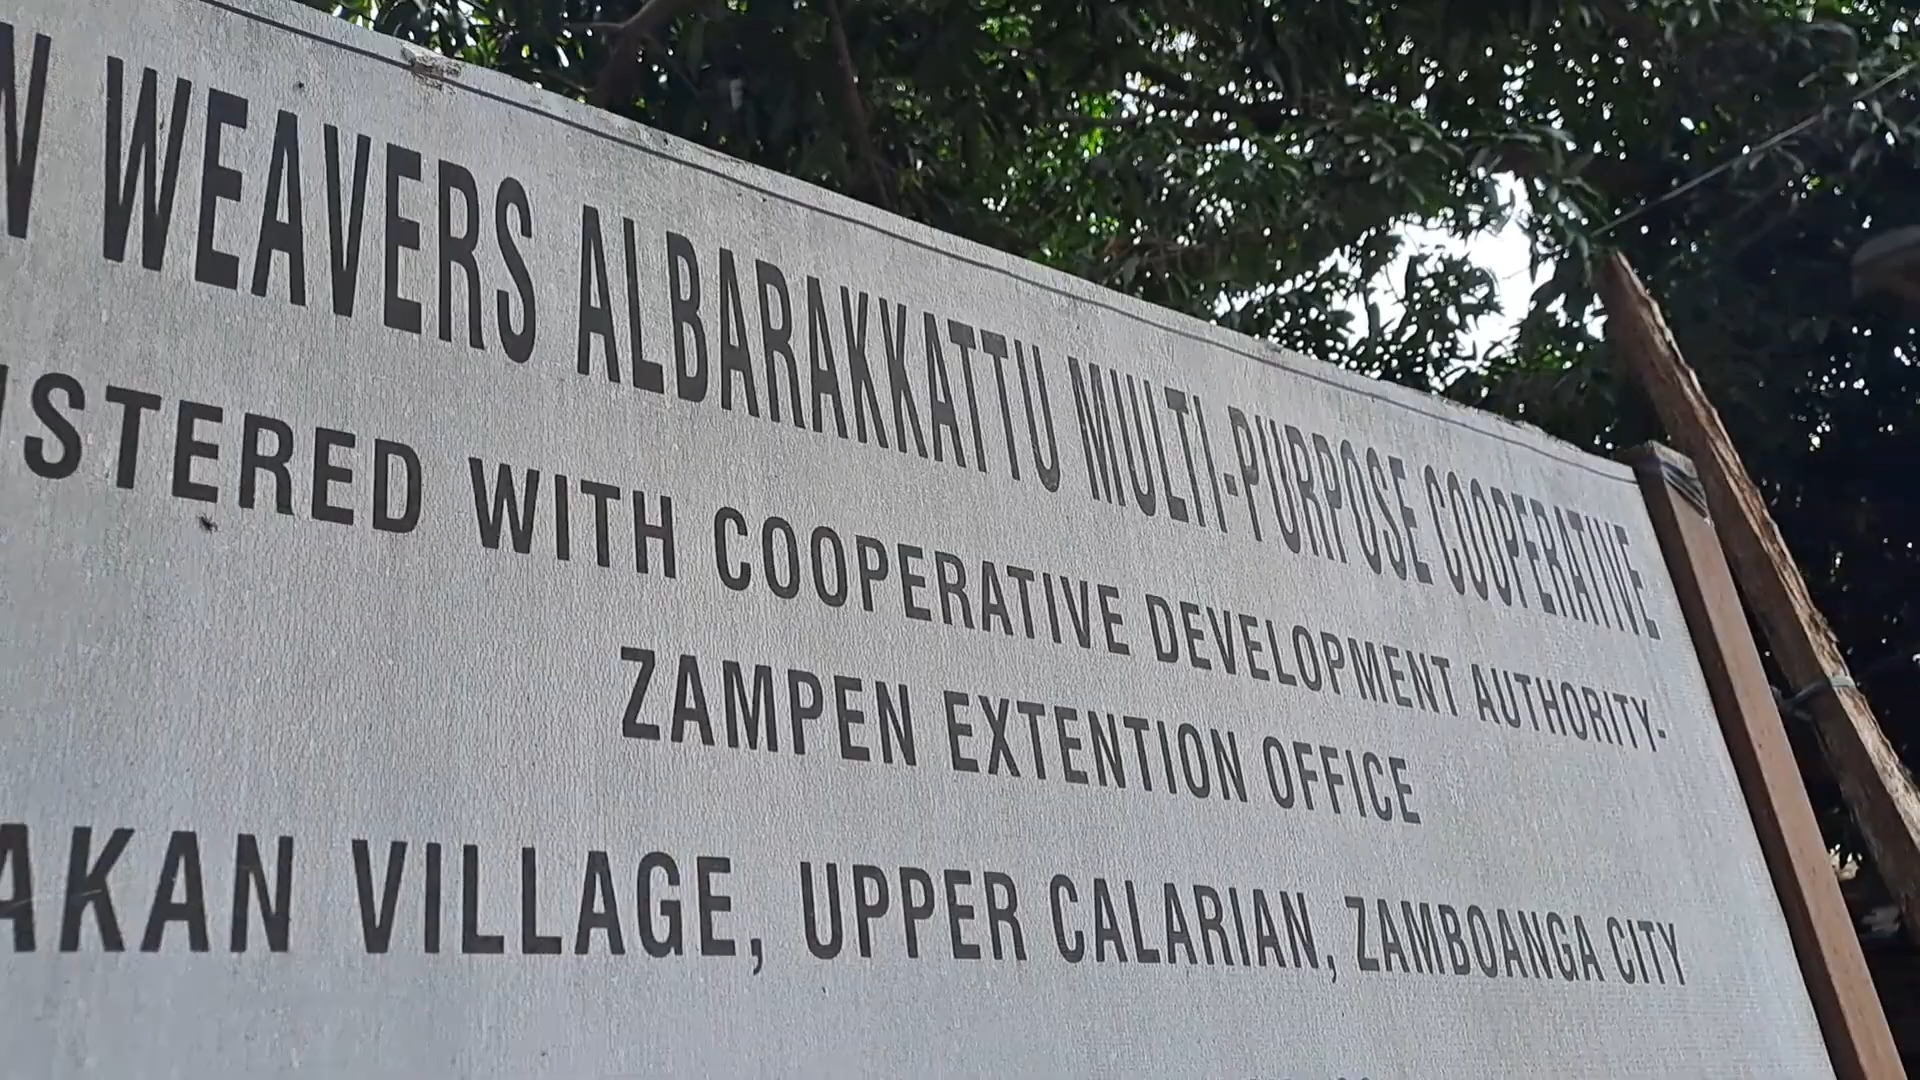 N WEAVERS ALBARAKKATTU MULTI-PURPOSE COOPERATIVE
ISTERED WITH COOPERATIVE DEVELOPMENT AUTHORITY-
ZAMPEN EXTENTION OFFICE
AKAN VILLAGE, UPPER CALARIAN, ZAMBOANGA CITY